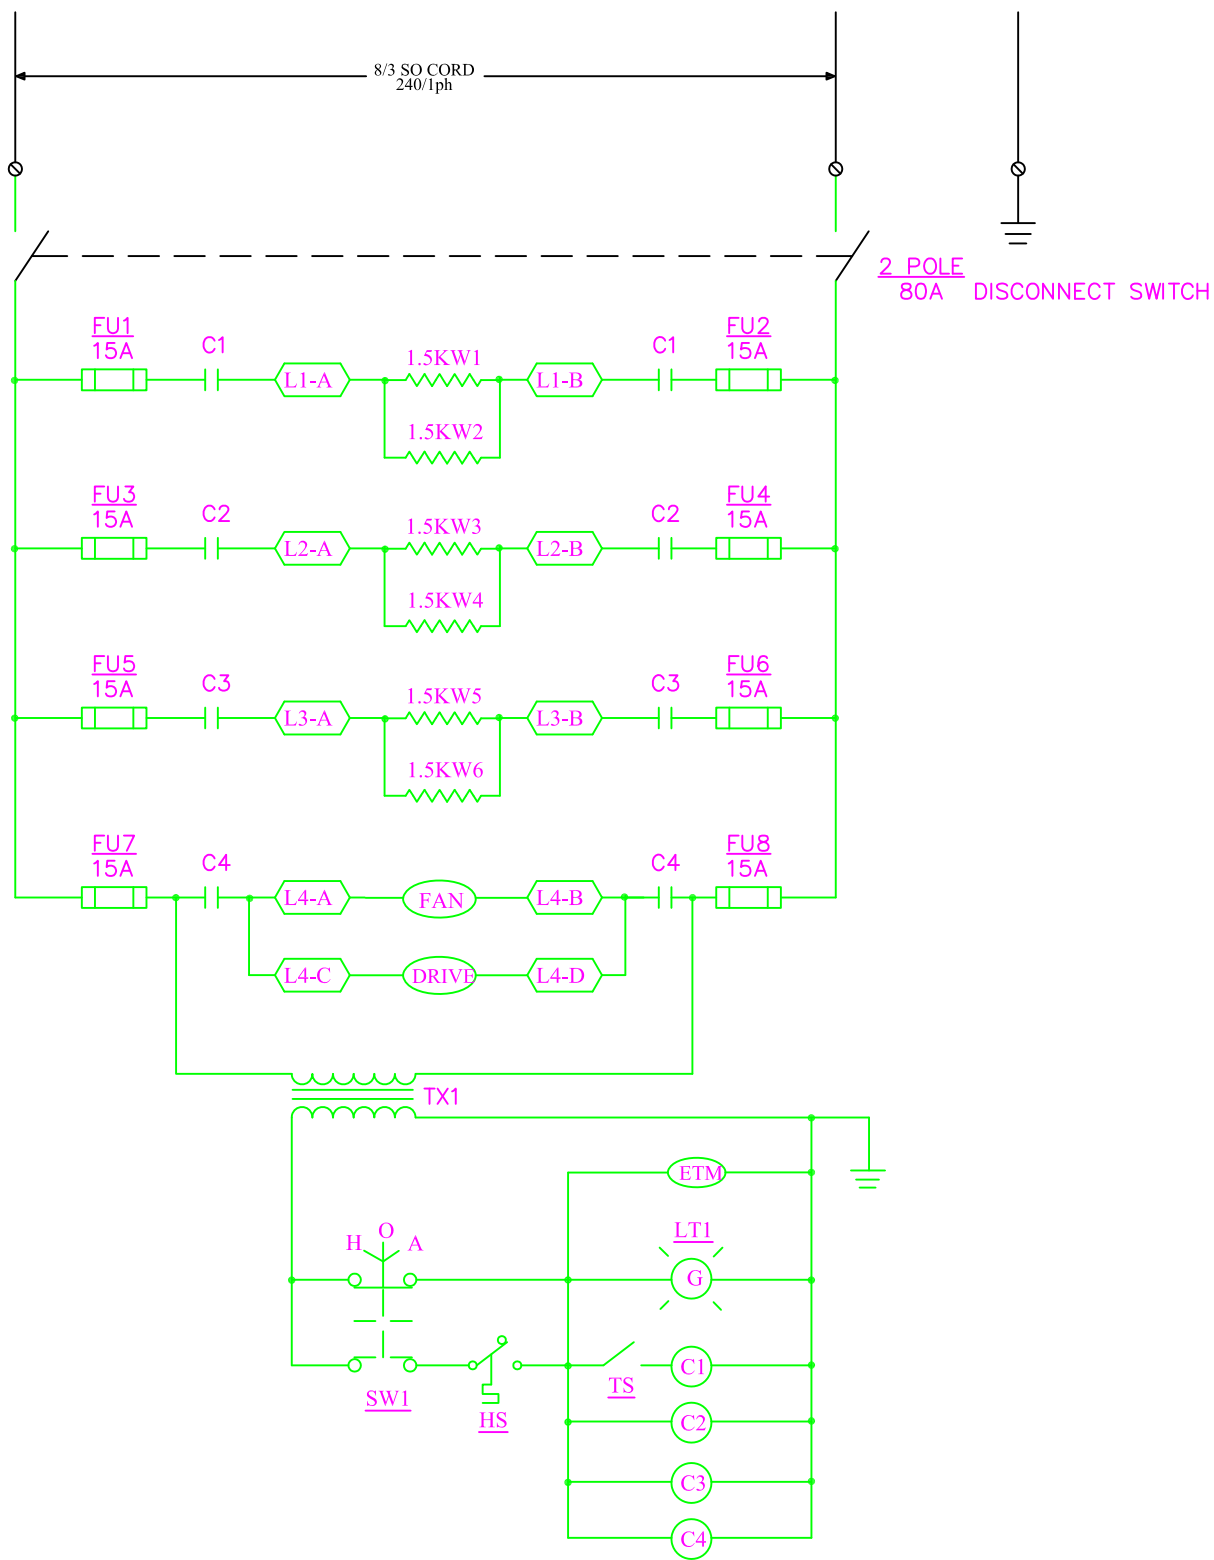 8/3 SO CORD
240/1ph
2 POLE
80A DISCONNECT SWITCH
FU1
15A
C1
L1-A
1.5KW1
L1-B
C1
FU2
15A
1.5KW2
FU3
15A
C2
L2-A
1.5KW3
L2-B
C2
FU4
15A
1.5KW4
FU5
15A
C3
L3-A
1.5KW5
L3-B
C3
FU6
15A
1.5KW6
FU7
15A
C4
L4-A
FAN
L4-B
C4
FU8
15A
L4-C
DRIVE
L4-D
TX1
ETM
H
O
A
LT1
G
SW1
HS
TS
C1
C2
C3
C4